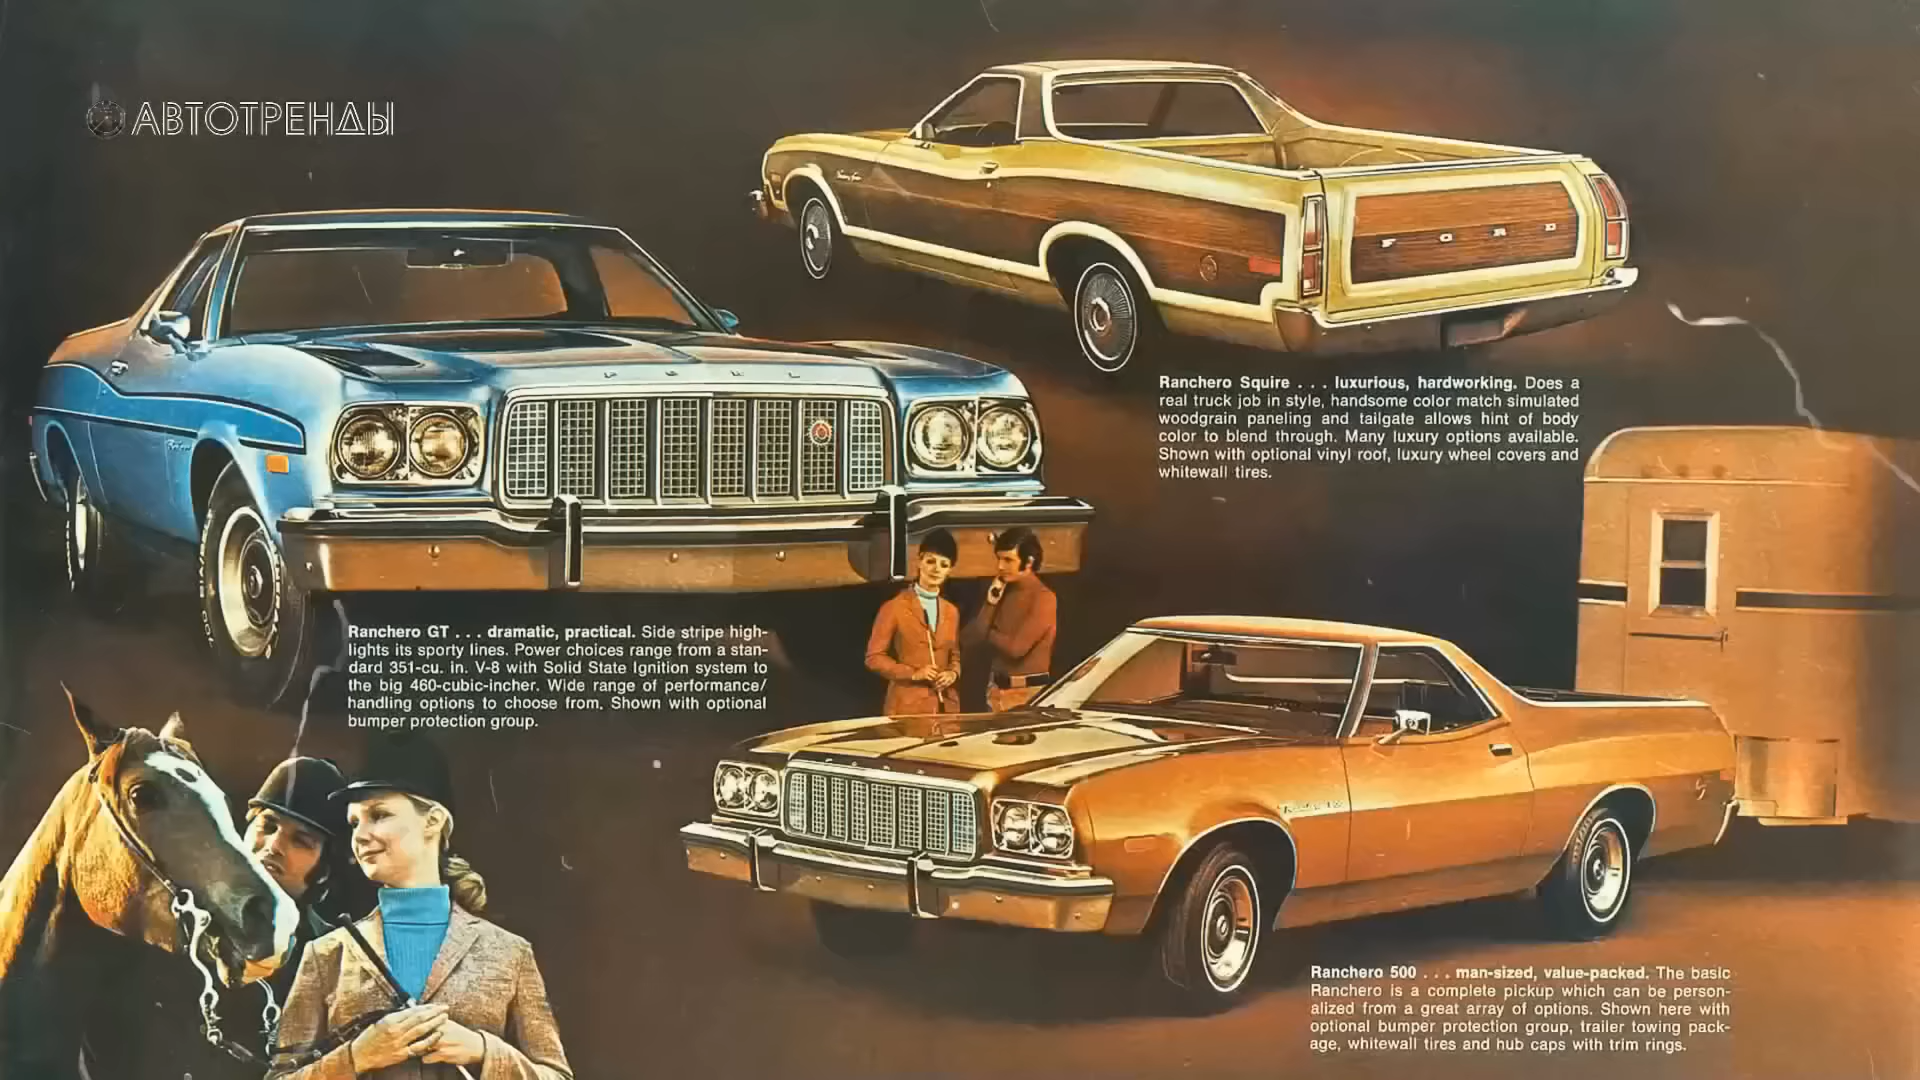 АВТОТРЕНДЫ
FORD
Ranchero Squire . . . luxurious, hardworking. Does a
real truck job in style, handsome color match simulated
woodgrain paneling and tailgate allows hint of body
color to blend through. Many luxury options available.
Shown with optional vinyl roof, luxury wheel covers and
whitewall tires.
Ranchero GT . . . dramatic, practical. Side stripe high-
lights its sporty lines. Power choices range from a stan-
dard 351-cu. in. V-8 with Solid State Ignition system to
the big 460-cubic-incher. Wide range of performance/
handling options to choose from. Shown with optional
bumper protection group.
Ranchero 500 . . . man-sized, value-packed. The basic
Ranchero is a complete pickup which can be person-
alized from a great array of options. Shown here with
optional bumper protection group, trailer towing pack-
age, whitewall tires and hub caps with trim rings.